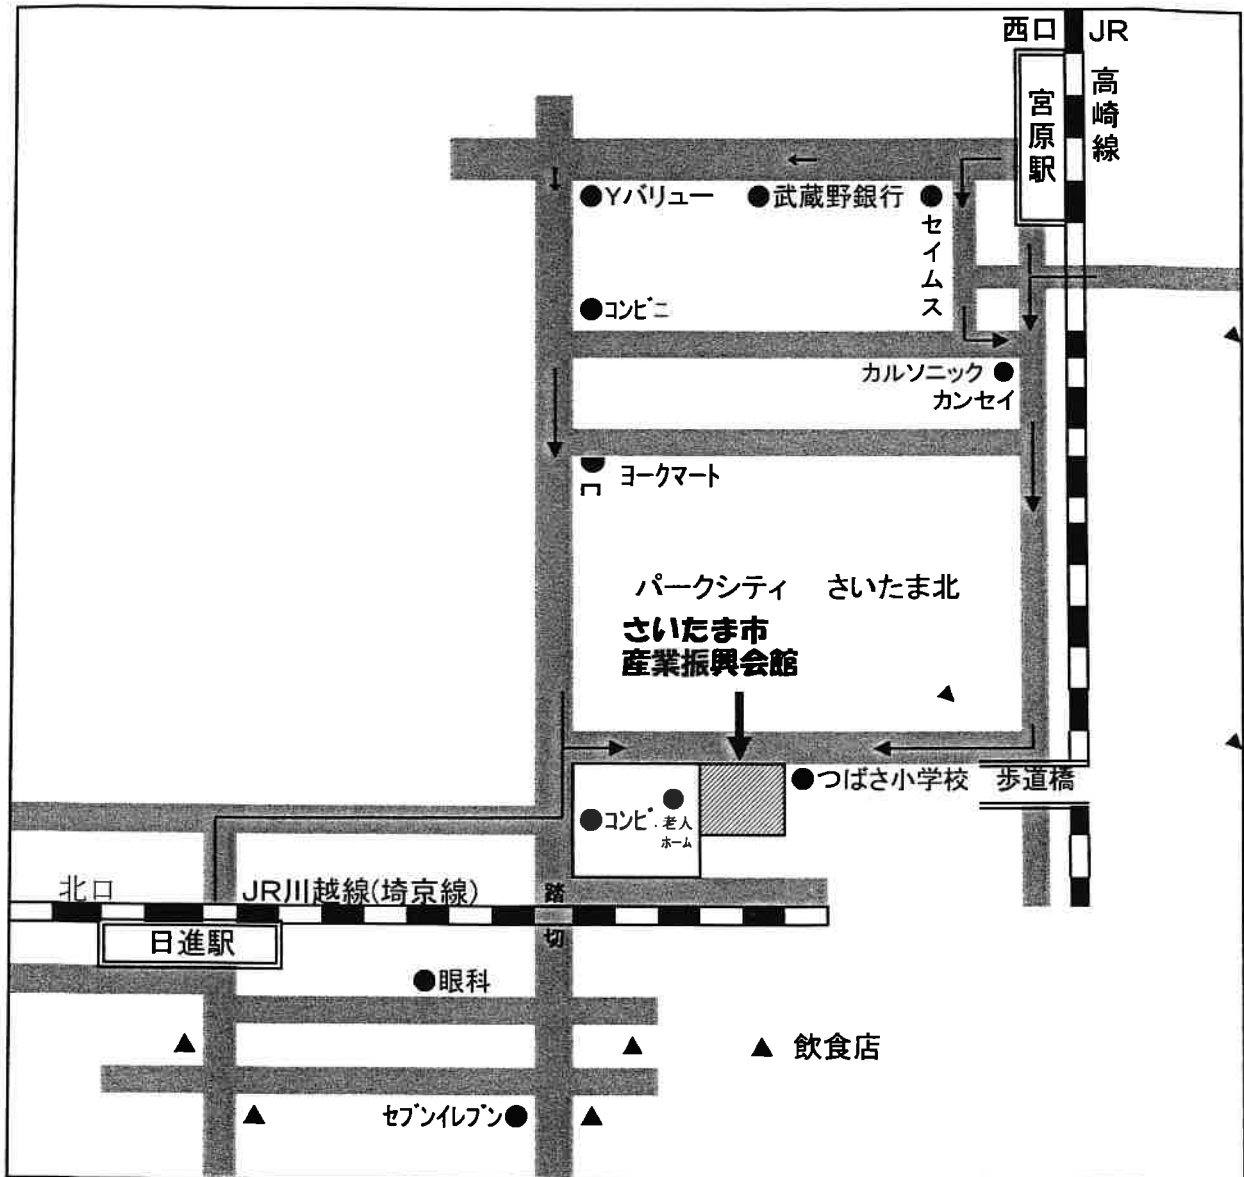 西口
JR
高崎線
宮原駅
●Yバリュー
●武蔵野銀行
●
セイムス
●コンビニ
カルソニック●
カンセイ
ヨークマート
パークシティ さいたま北
さいたま市
産業振興会館
●つばさ小学校
歩道橋
●コンビ
●
老人
ホーム
北口
JR川越線(埼京線)
踏切
日進駅
●眼科
▲ 飲食店
セブンイレブン●